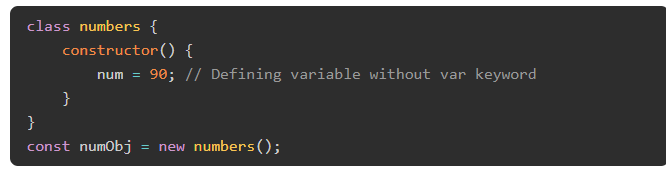 class numbers {
    constructor() {
        num = 90; // Defining variable without var keyword
    }
}
const numObj = new numbers();